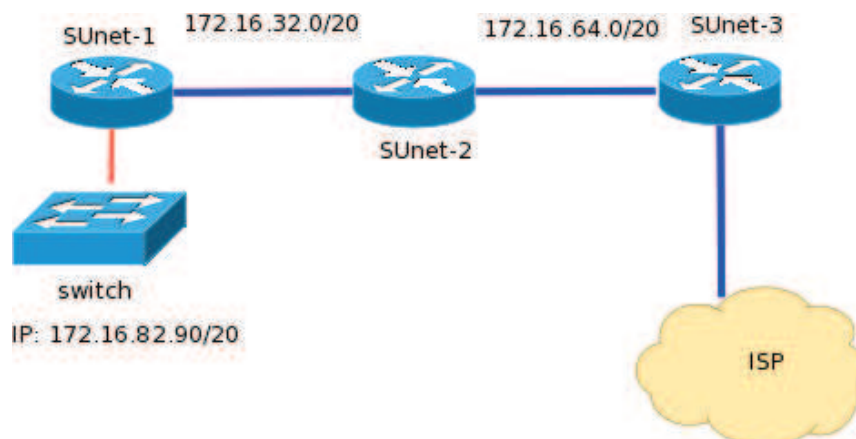 SUnet-1
172.16.32.0/20
172.16.64.0/20
SUnet-3
SUnet-2
switch
IP: 172.16.82.90/20
ISP